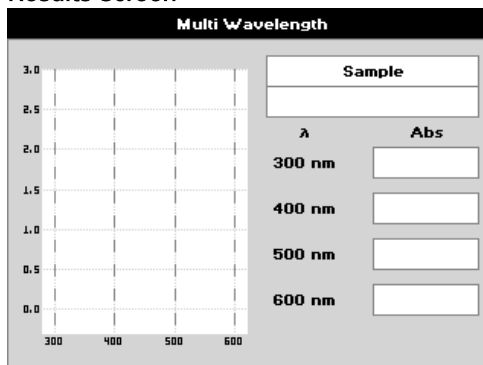 Results Screen
Multi Wavelength
3.0
2.5
2.0
1.5
1.0
0.5
0.0
300 400 500 600
Sample
λ Abs
300 nm
400 nm
500 nm
600 nm